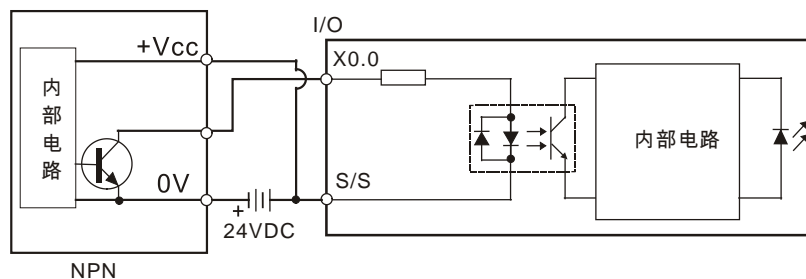 I/O
+Vcc
X0.0
内部电路
内部电路
0V
S/S
+
24VDC
NPN